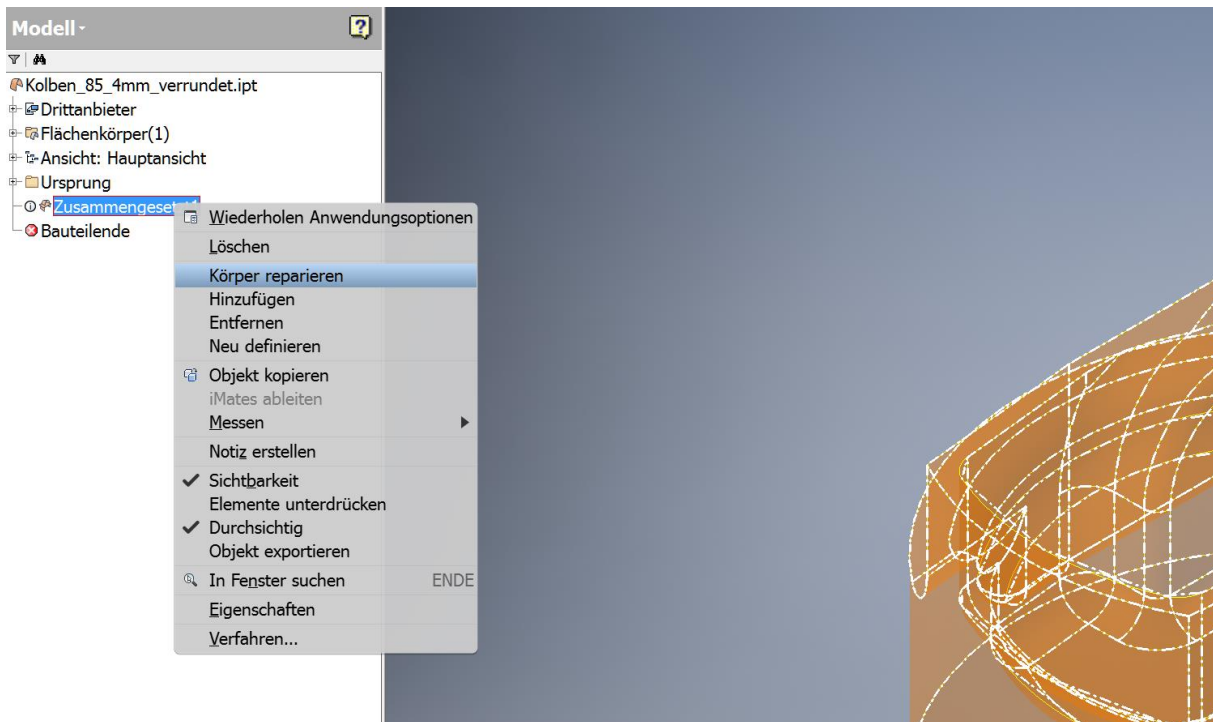 Modell
Kolben_85_4mm_verrundet.ipt
Drittanbieter
Flächenkörper(1)
Ansicht: Hauptansicht
Ursprung
Bauteilende
Wiederholen Anwendungsoptionen
Löschen
Körper reparieren
Hinzufügen
Entfernen
Neu definieren
Objekt kopieren
iMates ableiten
Messen
Notiz erstellen
Sichtbarkeit
Elemente unterdrücken
Durchsichtig
Objekt exportieren
In Fenster suchen ENDE
Eigenschaften
Verfahren...